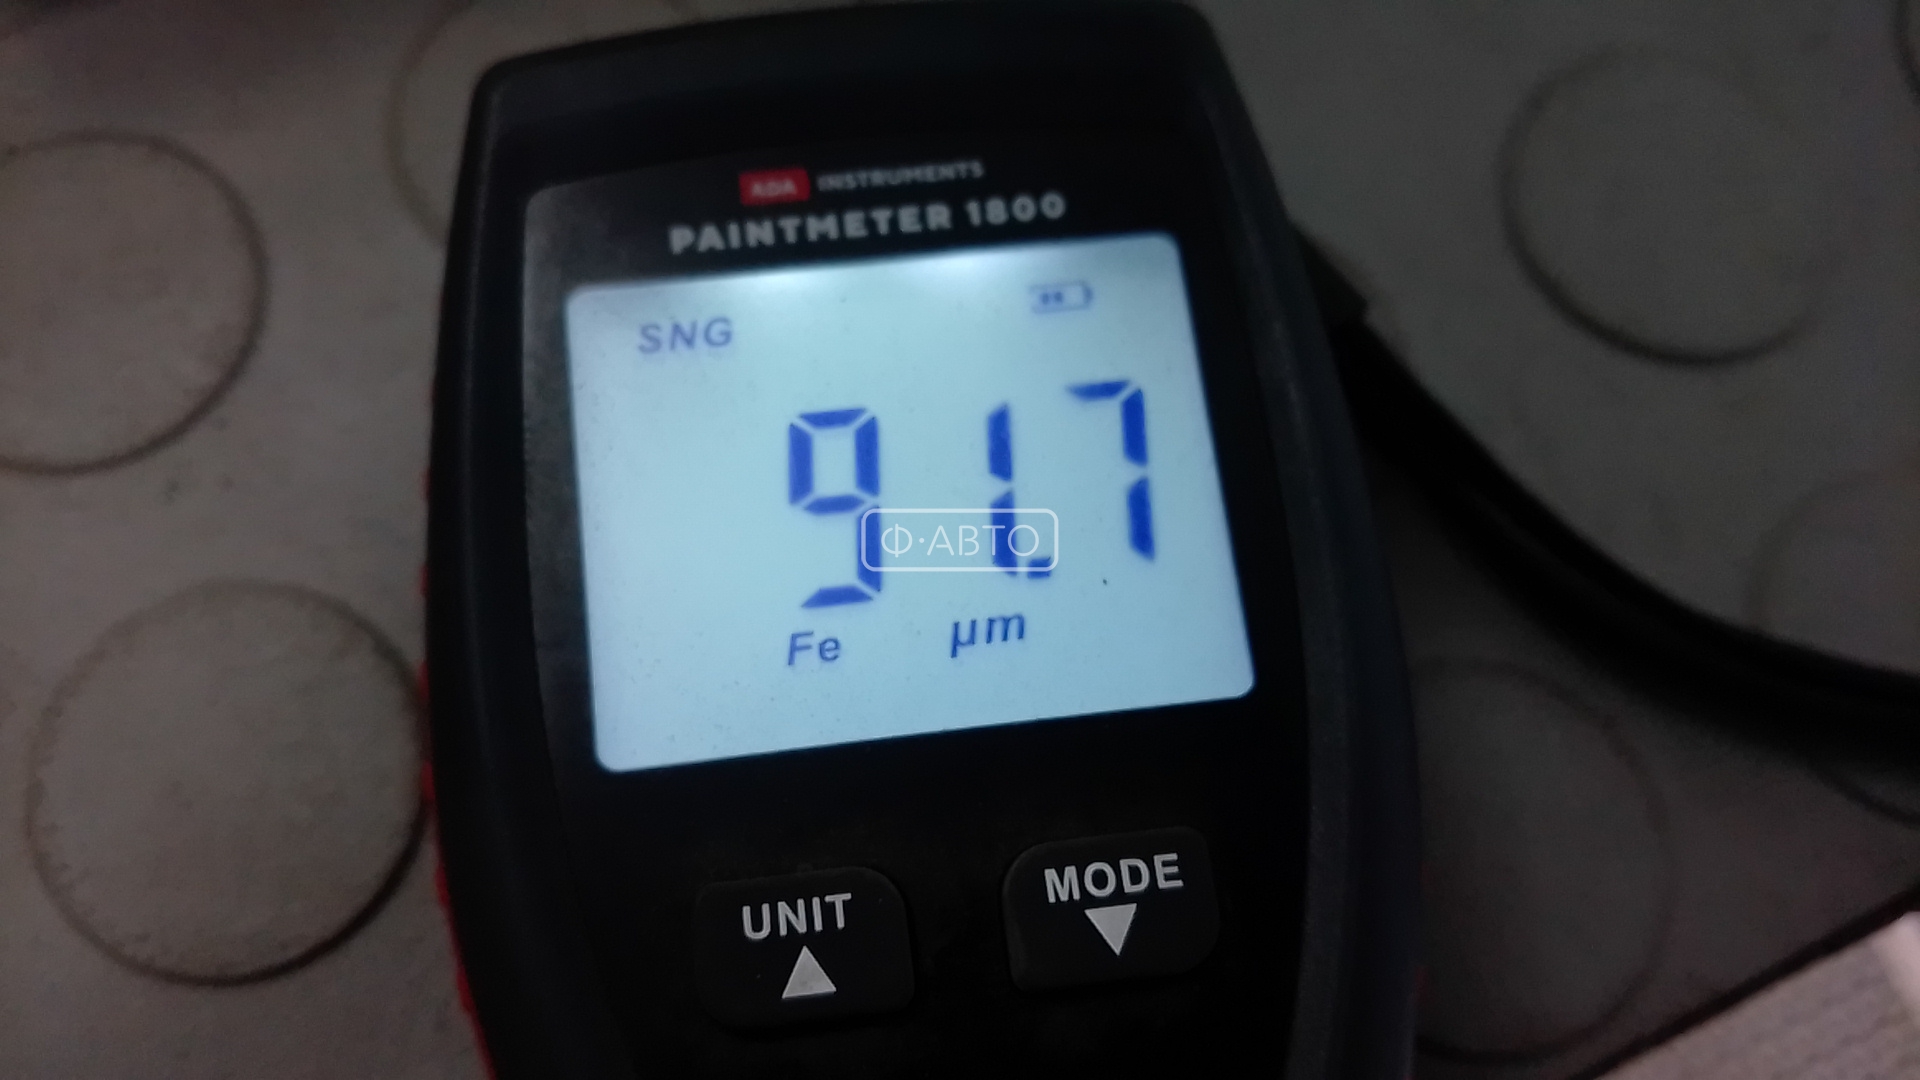 ADA INSTRUMENTS
PAINTMETER 1800
SNG
91.7
Ф·АВТО
Fe µm
UNIT MODE